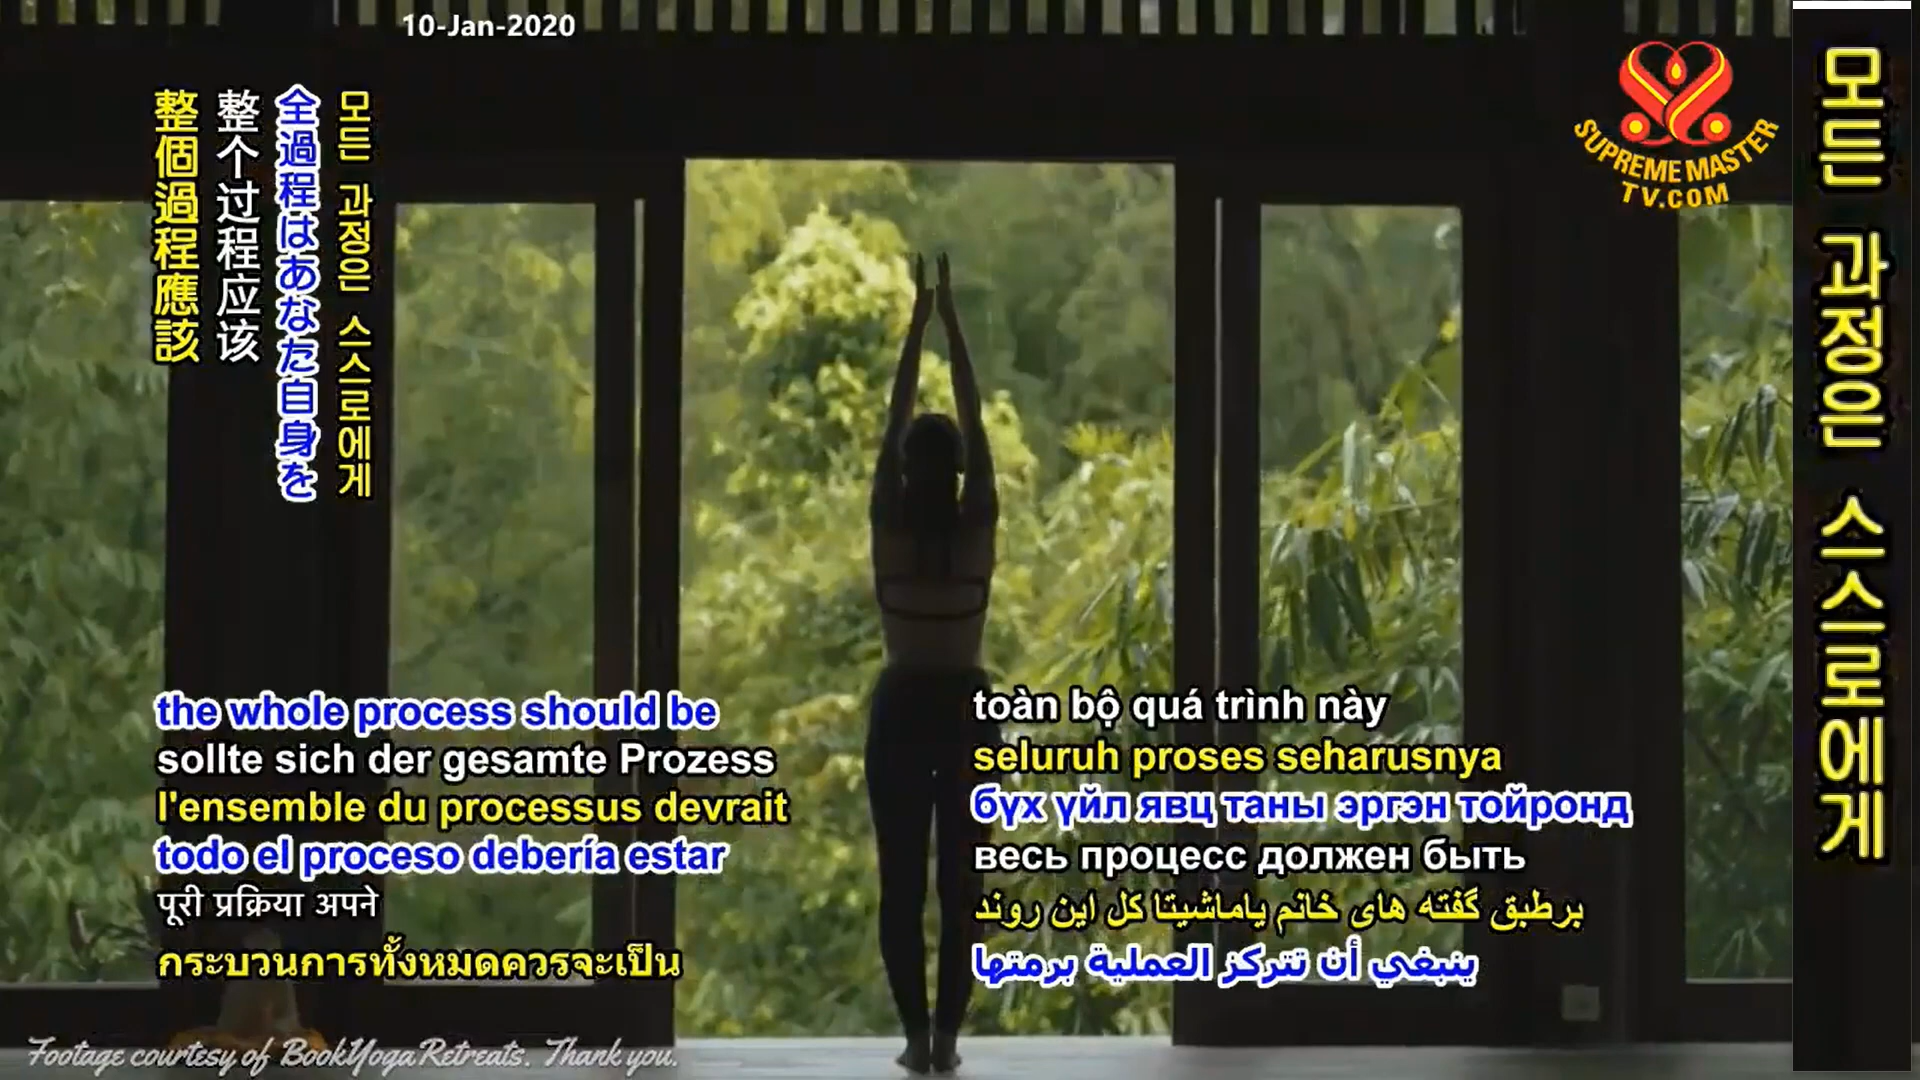 10-Jan-2020
SUPREME MASTER
TV.COM
整個過程應該
整个过程应该
全過程はあなた自身を
모든 과정은 스스로에게
the whole process should be
sollte sich der gesamte Prozess
l'ensemble du processus devrait
todo el proceso debería estar
पूरी प्रक्रिया अपने
กระบวนการทั้งหมดควรจะเป็น
toàn bộ quá trình này
seluruh proses seharusnya
бүх үйл явц таны эргэн тойронд
весь процесс должен быть
برطبق گفته های خانم یاماشیتا کل این روند
ينبغي أن تتركز العملية برمتها
모든 과정은 스스로에게
Footage courtesy of BookYogaRetreats. Thank you.